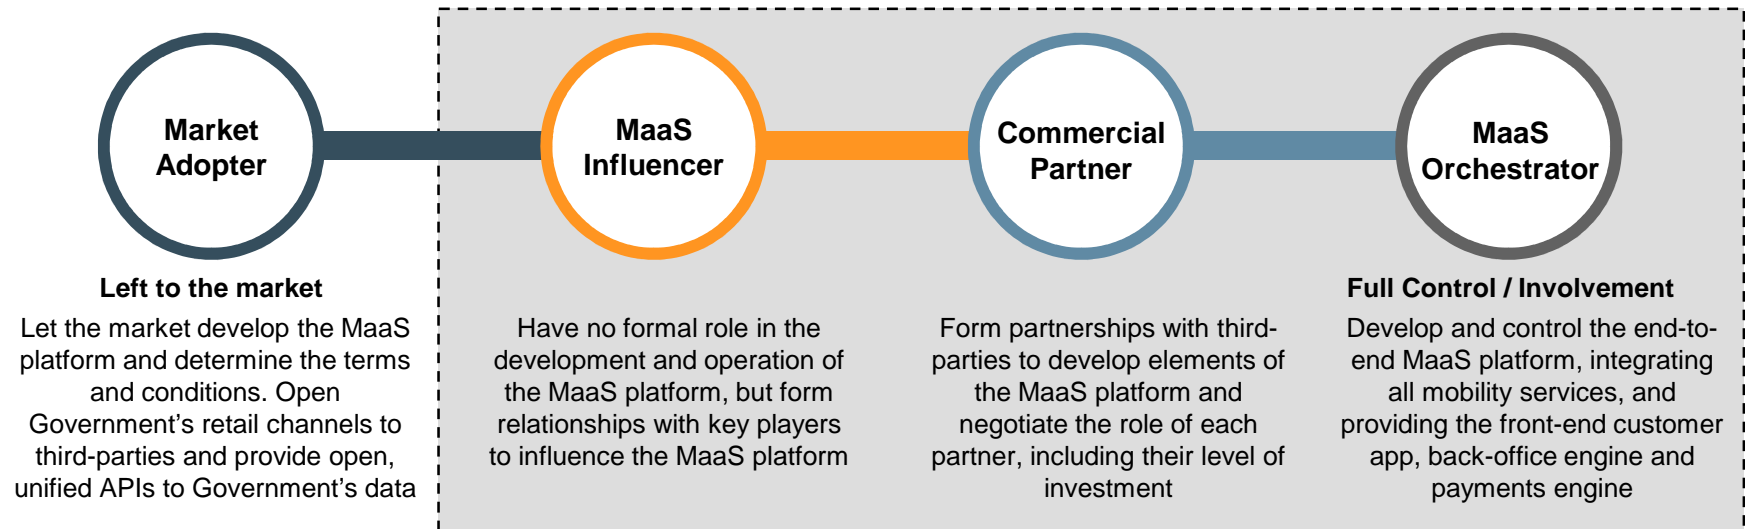 Market
Adopter
MaaS
Influencer
Commercial
Partner
MaaS
Orchestrator
Left to the market
Let the market develop the MaaS
platform and determine the terms
and conditions. Open
Government’s retail channels to
third-parties and provide open,
unified APIs to Government’s data
Have no formal role in the
development and operation of
the MaaS platform, but form
relationships with key players
to influence the MaaS platform
Form partnerships with third-
parties to develop elements of
the MaaS platform and
negotiate the role of each
partner, including their level of
investment
Full Control / Involvement
Develop and control the end-to-
end MaaS platform, integrating
all mobility services, and
providing the front-end customer
app, back-office engine and
payments engine